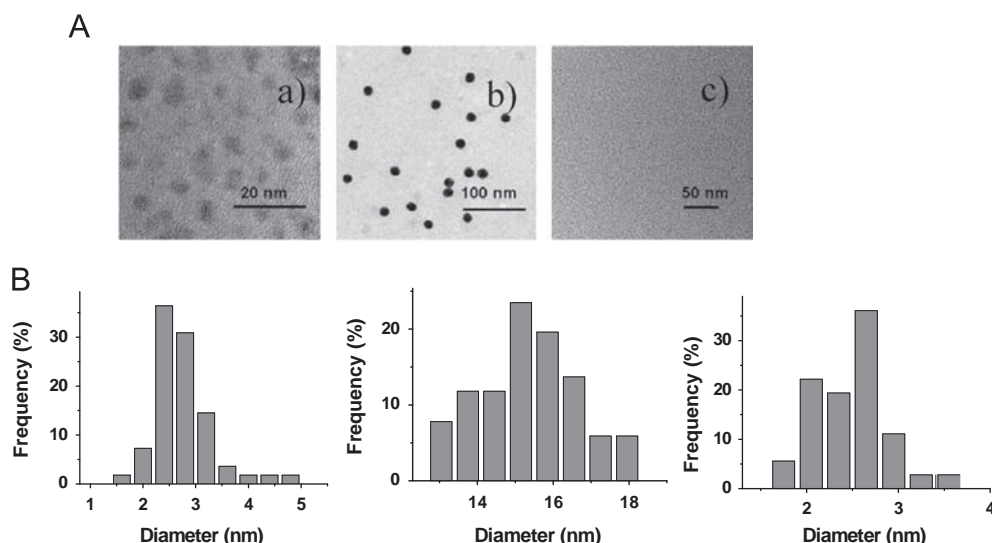 A
a)
20 nm
b)
100 nm
c)
50 nm
B
Frequency (%)
30
20
10
0
1 2 3 4 5
Diameter (nm)
Frequency (%)
20
10
0
14 16 18
Diameter (nm)
Frequency (%)
30
20
10
0
2 3 4
Diameter (nm)